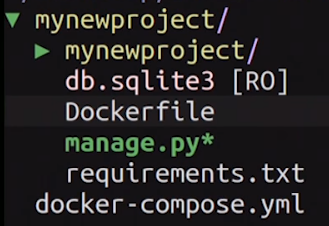 ▼ mynewproject/
▶ mynewproject/
db.sqlite3 [RO]
Dockerfile
manage.py*
requirements.txt
docker-compose.yml